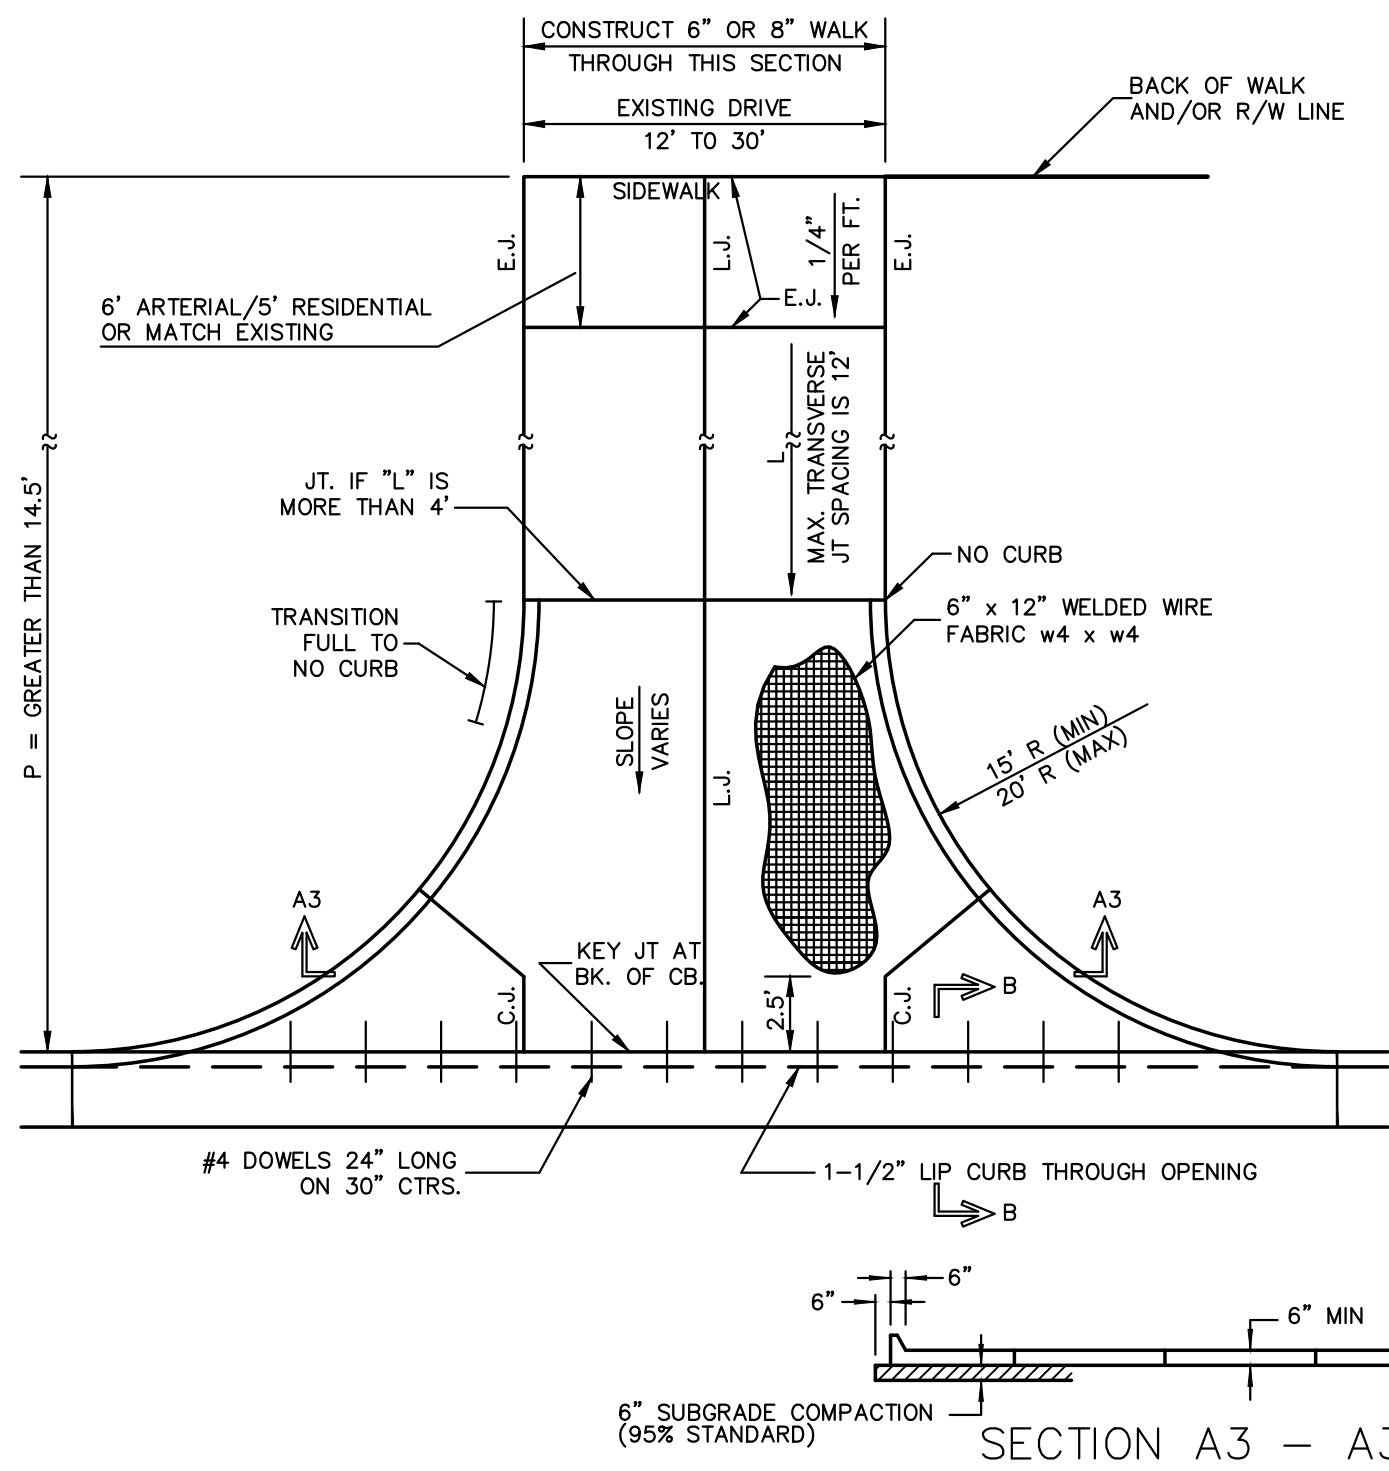 CONSTRUCT 6" OR 8" WALK
THROUGH THIS SECTION
EXISTING DRIVE
12' TO 30'
BACK OF WALK
AND/OR R/W LINE
SIDEWALK
E.J.
L.J.
1/4"
PER FT.
E.J.
E.J.
6' ARTERIAL/5' RESIDENTIAL
OR MATCH EXISTING
L
MAX. TRANSVERSE
JT SPACING IS 12'
P = GREATER THAN 14.5'
JT. IF "L" IS
MORE THAN 4'
NO CURB
6" x 12" WELDED WIRE
FABRIC w4 x w4
TRANSITION
FULL TO
NO CURB
SLOPE
VARIES
L.J.
15' R (MIN)
20' R (MAX)
A3
A3
KEY JT AT
BK. OF CB.
C.J.
2.5'
C.J.
B
#4 DOWELS 24" LONG
ON 30" CTRS.
1-1/2" LIP CURB THROUGH OPENING
B
6"
6"
6" MIN
6" SUBGRADE COMPACTION
(95% STANDARD)
SECTION A3 - A3